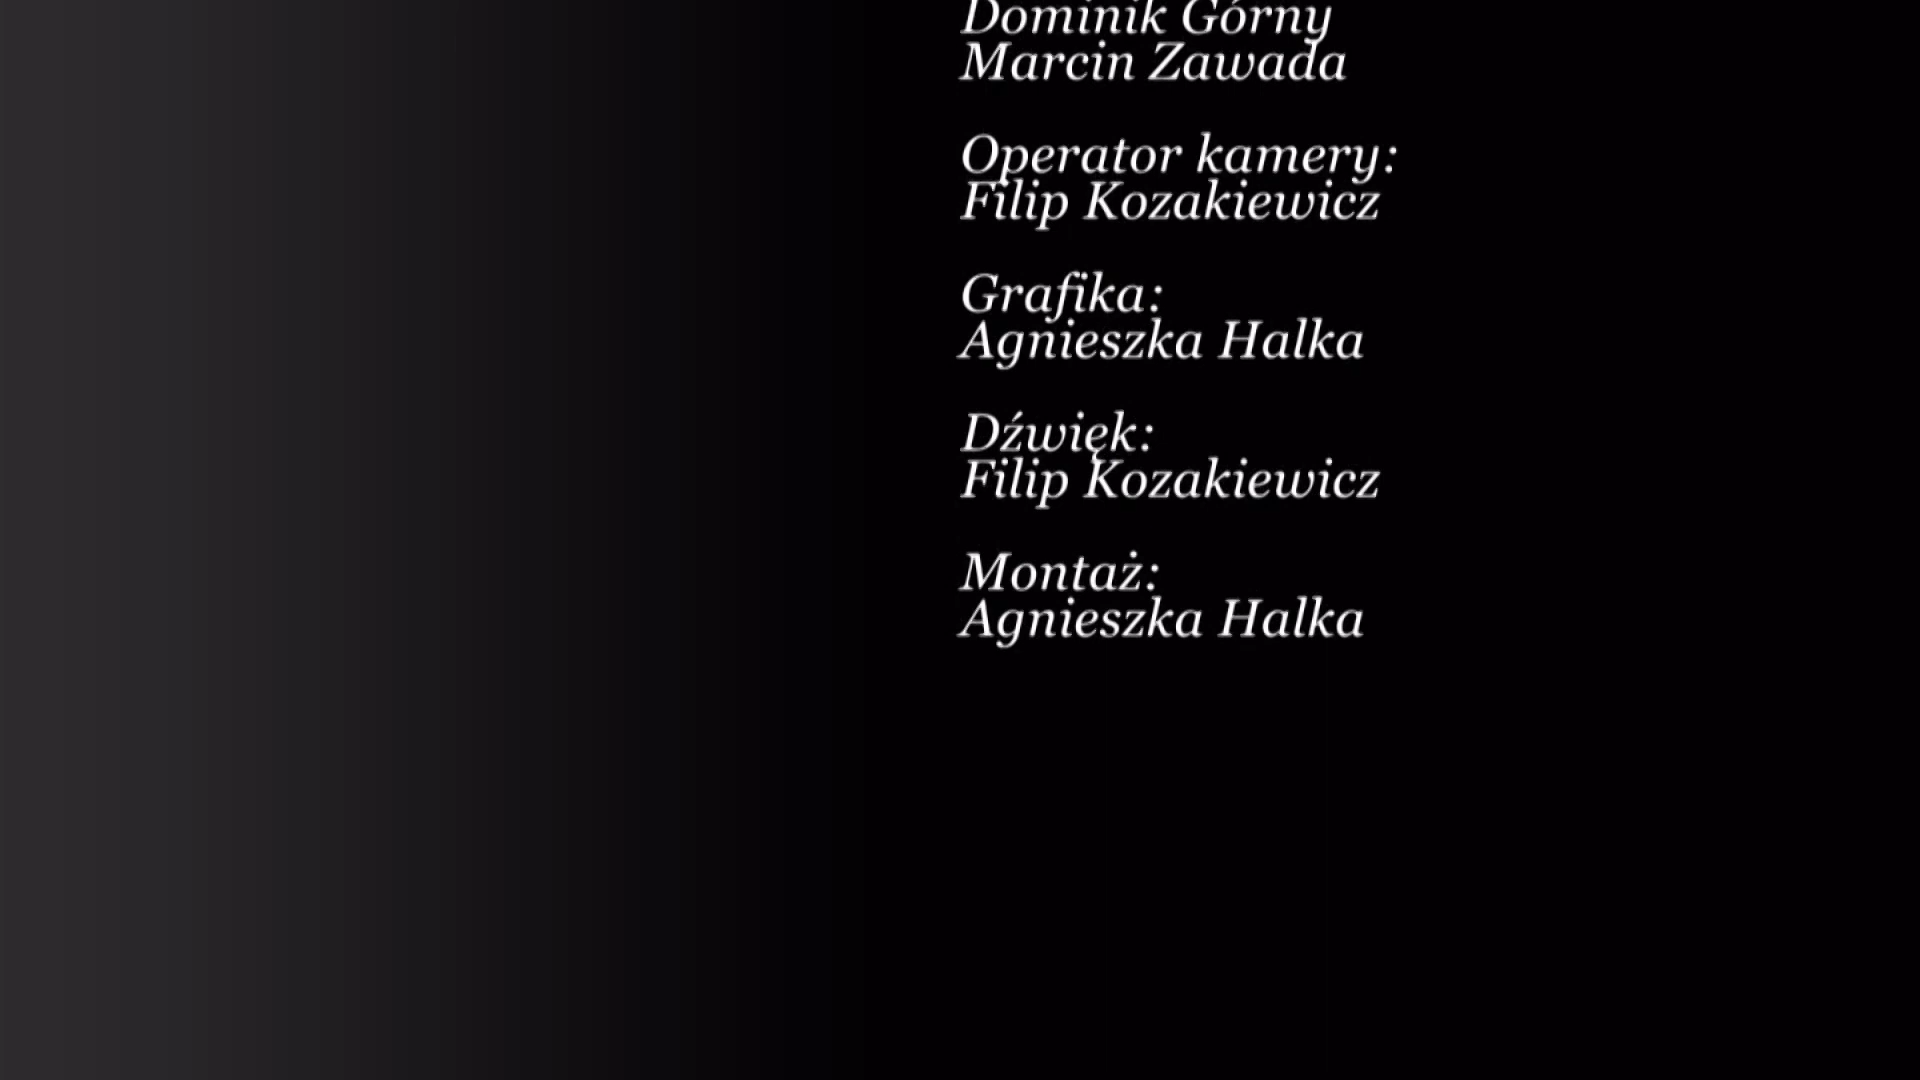 Dominik Górny
Marcin Zawada
Operator kamery:
Filip Kozakiewicz
Grafika:
Agnieszka Halka
Dźwięk:
Filip Kozakiewicz
Montaż:
Agnieszka Halka